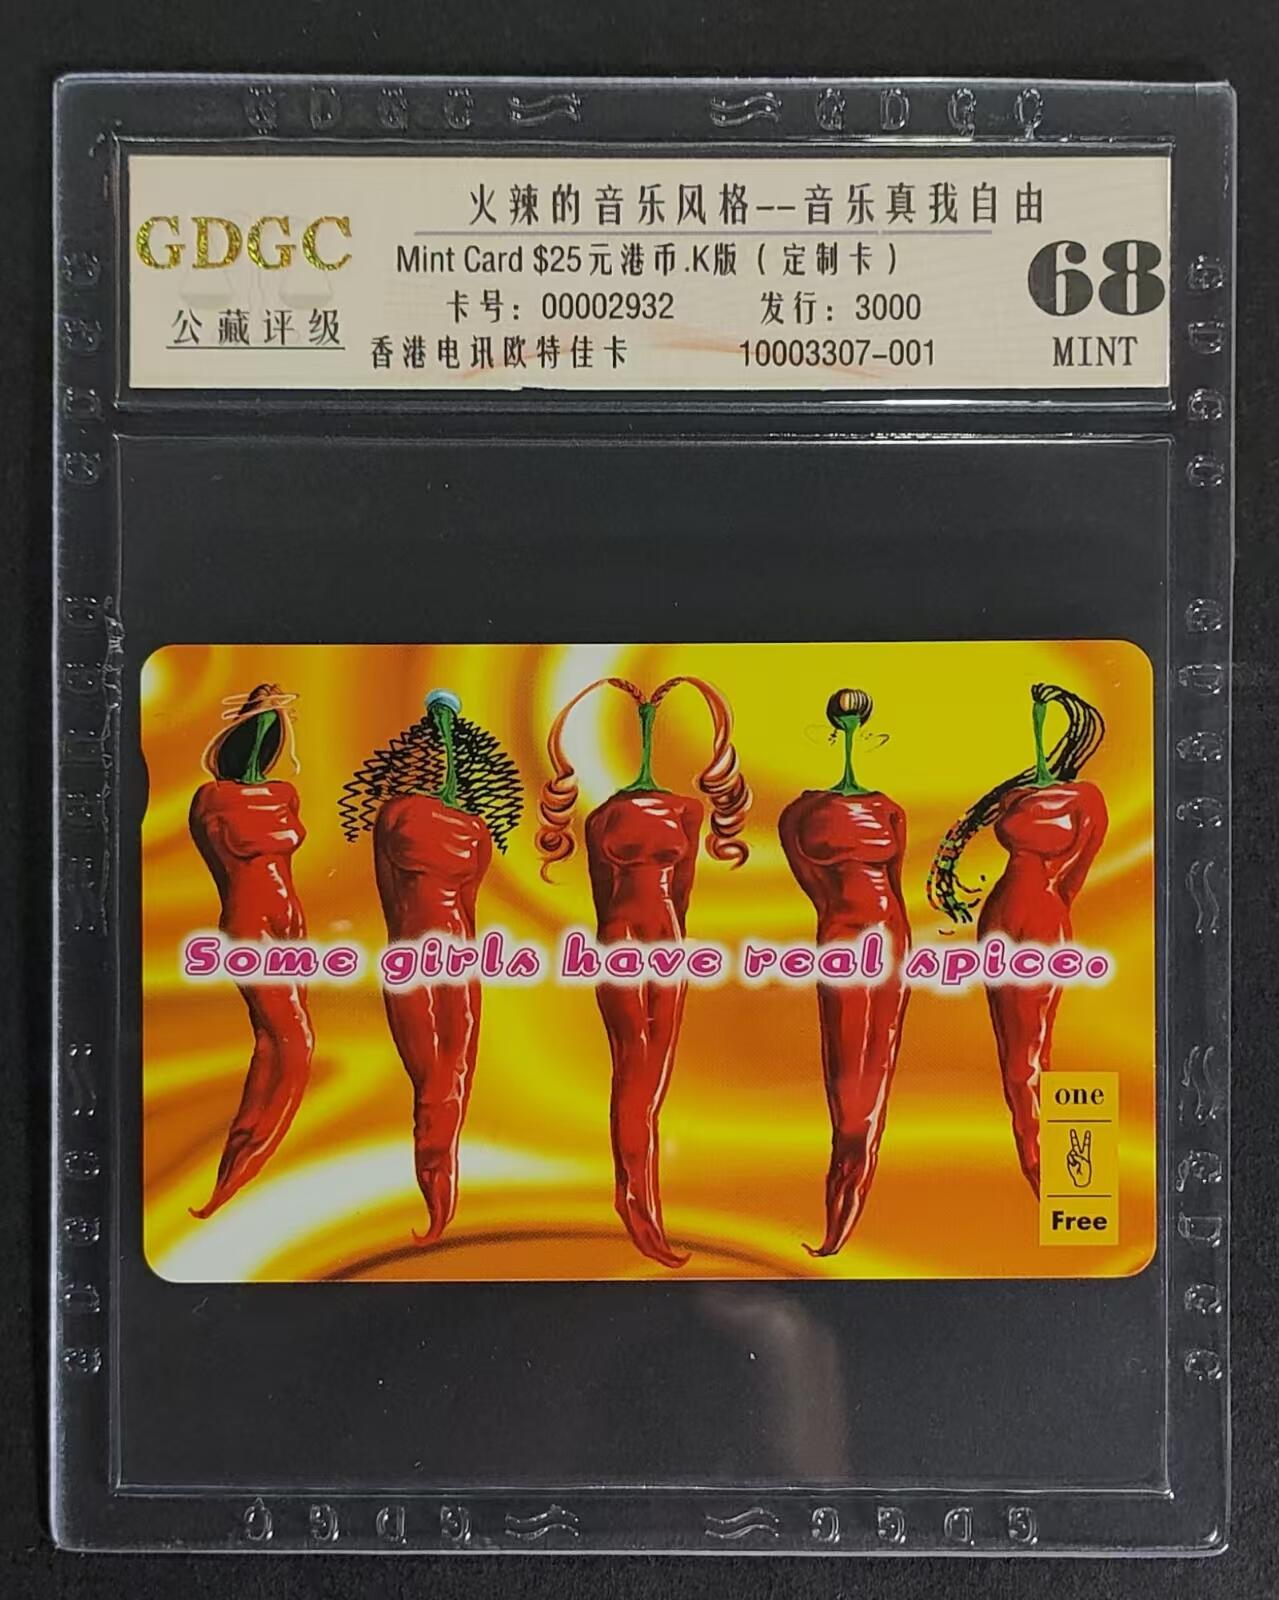 火辣的音乐风格--音乐真我自由
GDGC
公藏评级
Mint Card $25元港币.K版（定制卡）
卡号：00002932 发行：3000
香港电讯欧特佳卡 10003307-001
68
MINT
Some girls have real spice.
one
Free